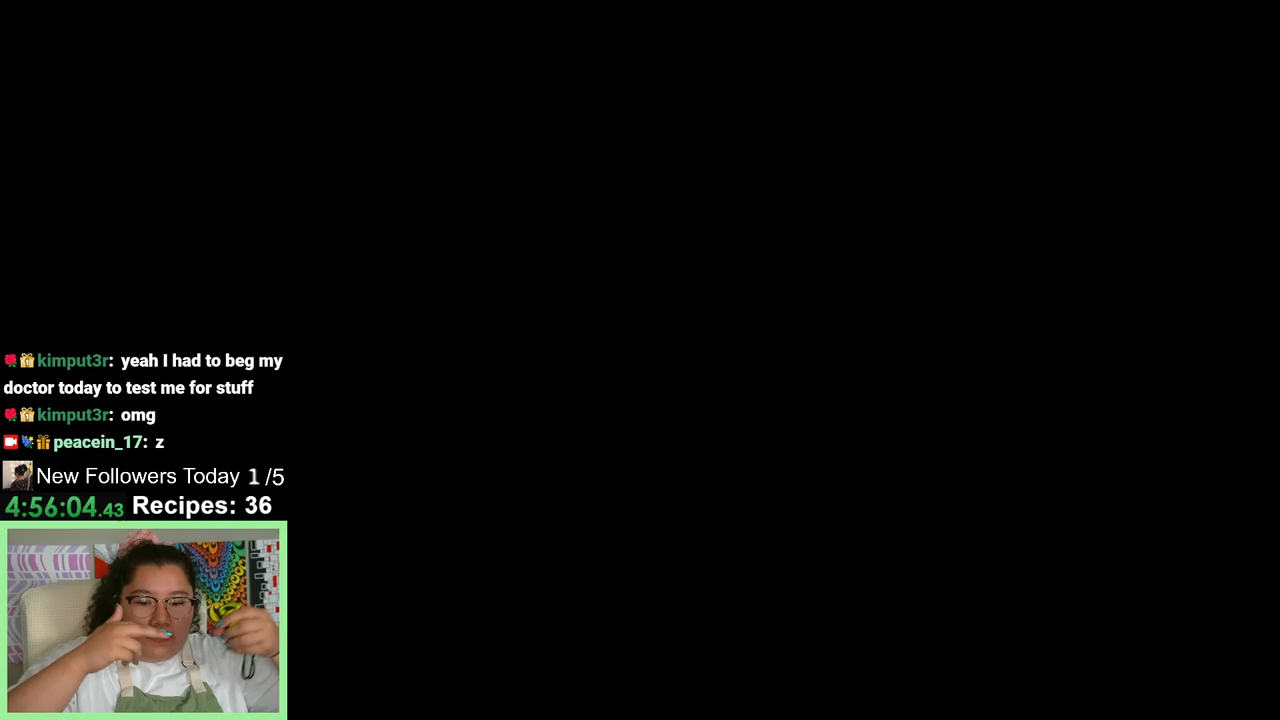 kimput3r: yeah I had to beg my
doctor today to test me for stuff
kimput3r: omg
peacein_17: z
New Followers Today 1 /5
4:56:04.43 Recipes: 36